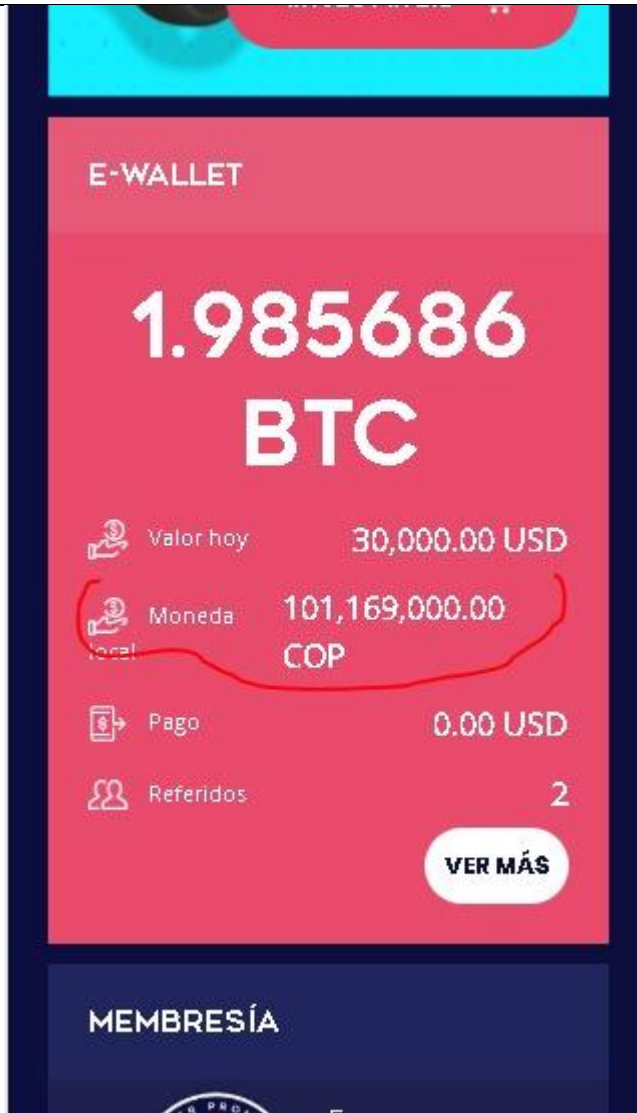 E-WALLET
1.985686
BTC
Valor hoy 30,000.00 USD
Moneda 101,169,000.00
local COP
Pago 0.00 USD
Referidos 2
VER MÁS
MEMBRESÍA